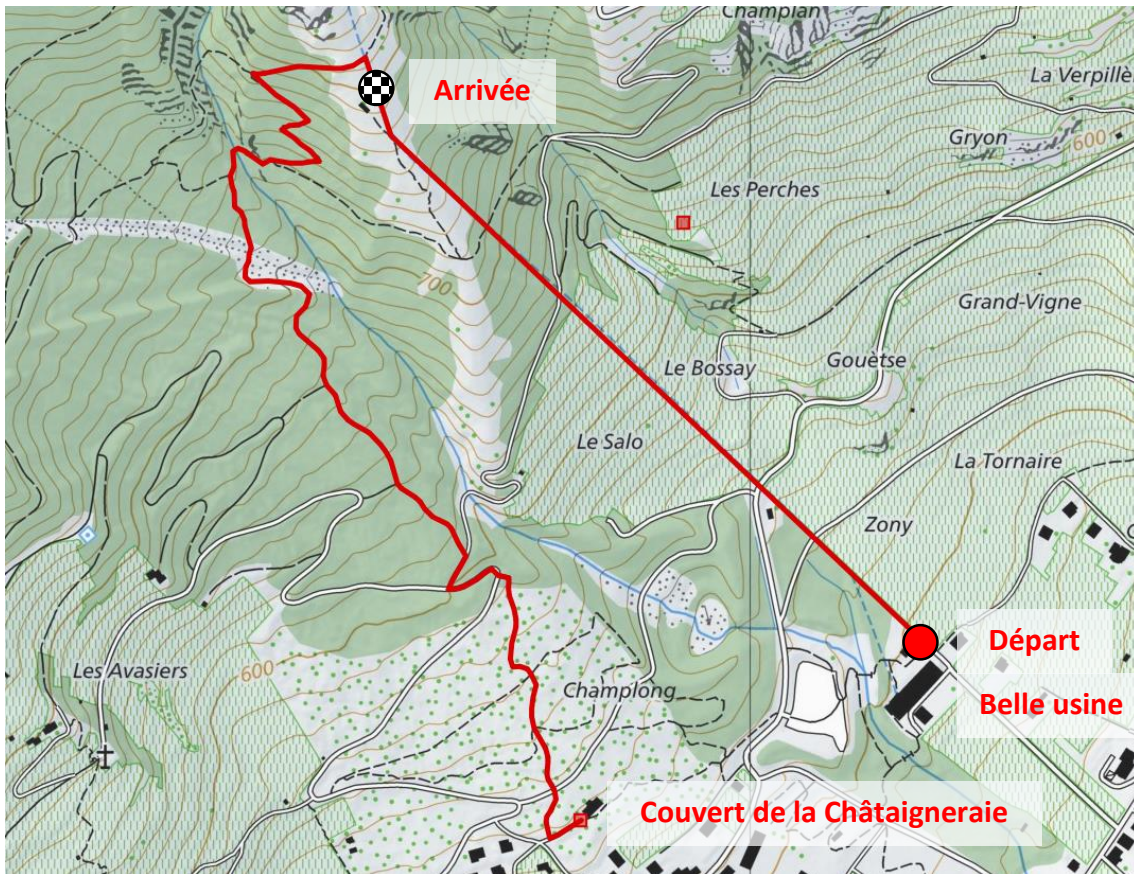 Champlan
La Verpillè
Arrivée
Gryon
600
Les Perches
700
Grand-Vigne
Le Bossay
Gouètse
Le Salo
La Tornaire
Zony
Départ
Les Avasiers
600
Champlong
Belle usine
Couvert de la Châtaigneraie